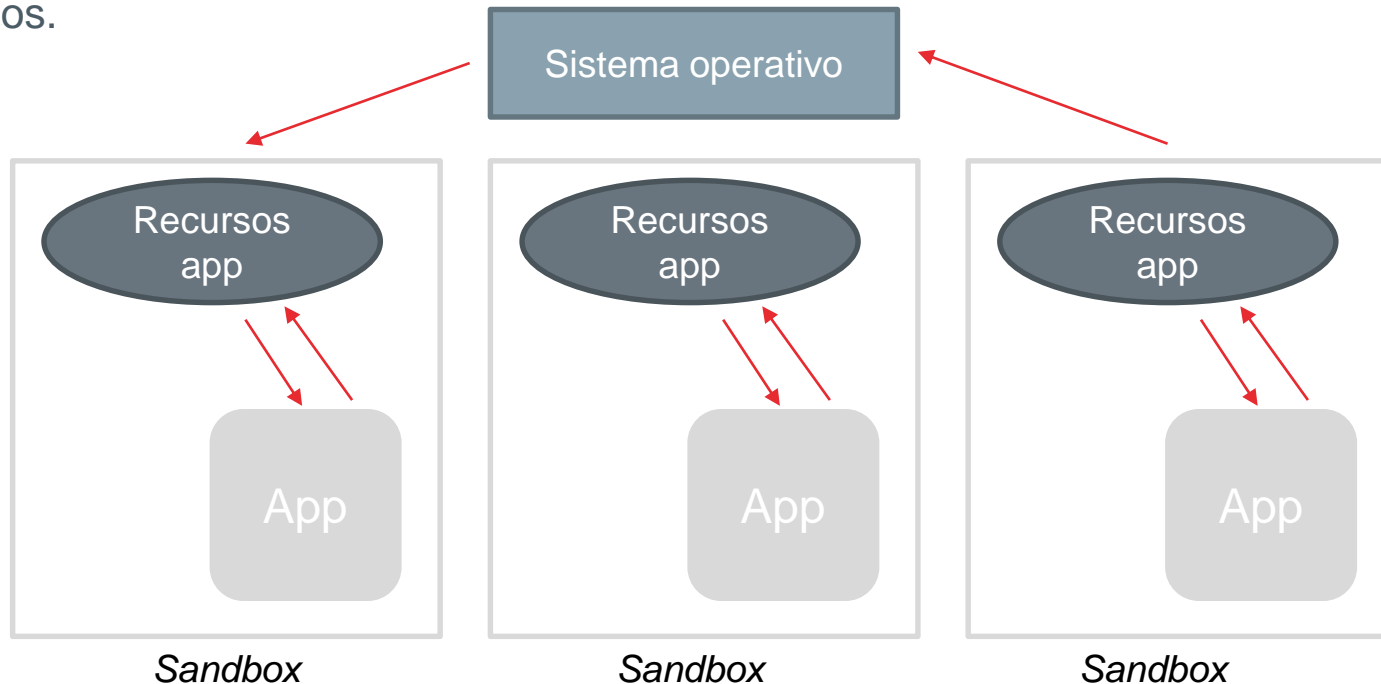 os.
Sistema operativo
Recursos
app
Recursos
app
Recursos
app
App
App
App
Sandbox
Sandbox
Sandbox